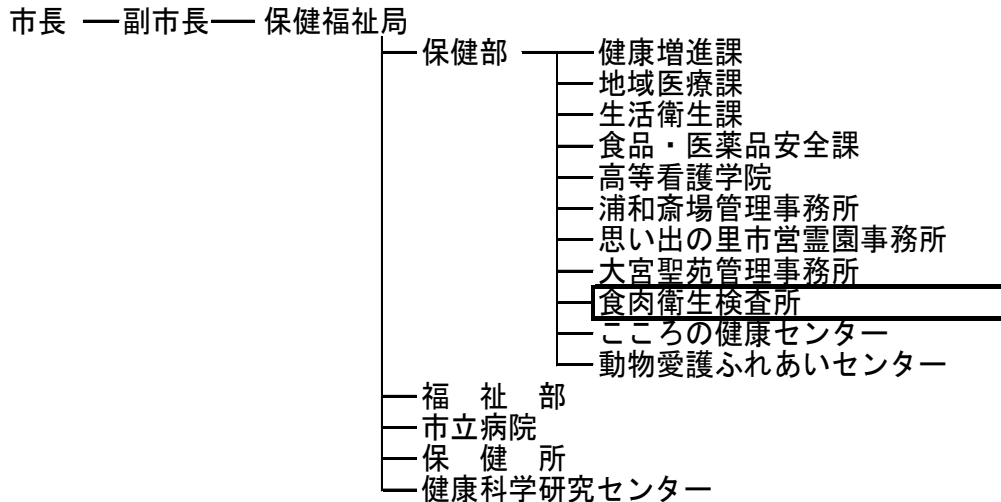 市長 副市長 保健福祉局
保健部 健康増進課
地域医療課
生活衛生課
食品・医薬品安全課
高等看護学院
浦和斎場管理事務所
思い出の里市営霊園事務所
大宮聖苑管理事務所
食肉衛生検査所
こころの健康センター
動物愛護ふれあいセンター
福　祉　部
市立病院
保　健　所
健康科学研究センター